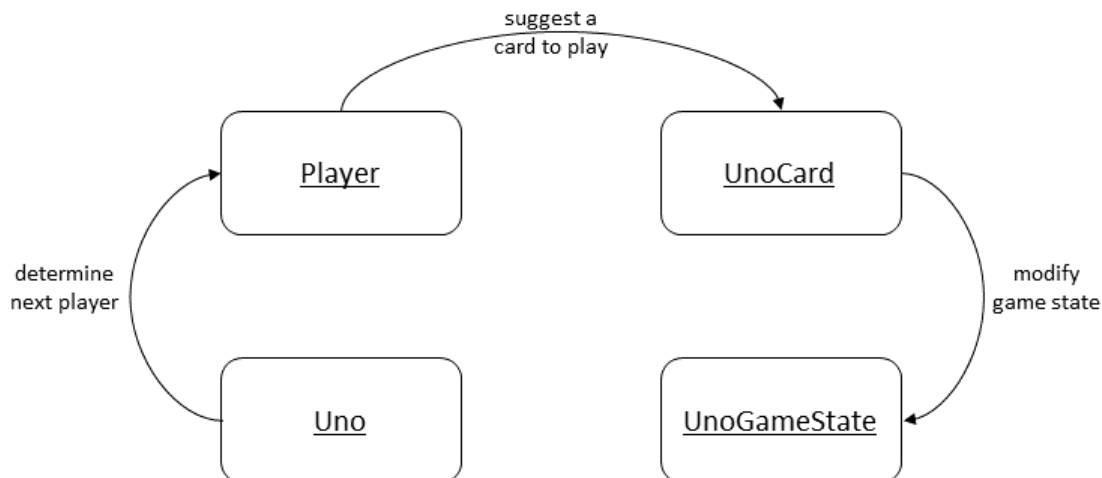 suggest a
card to play
Player
UnoCard
determine
next player
modify
game state
Uno
UnoGameState